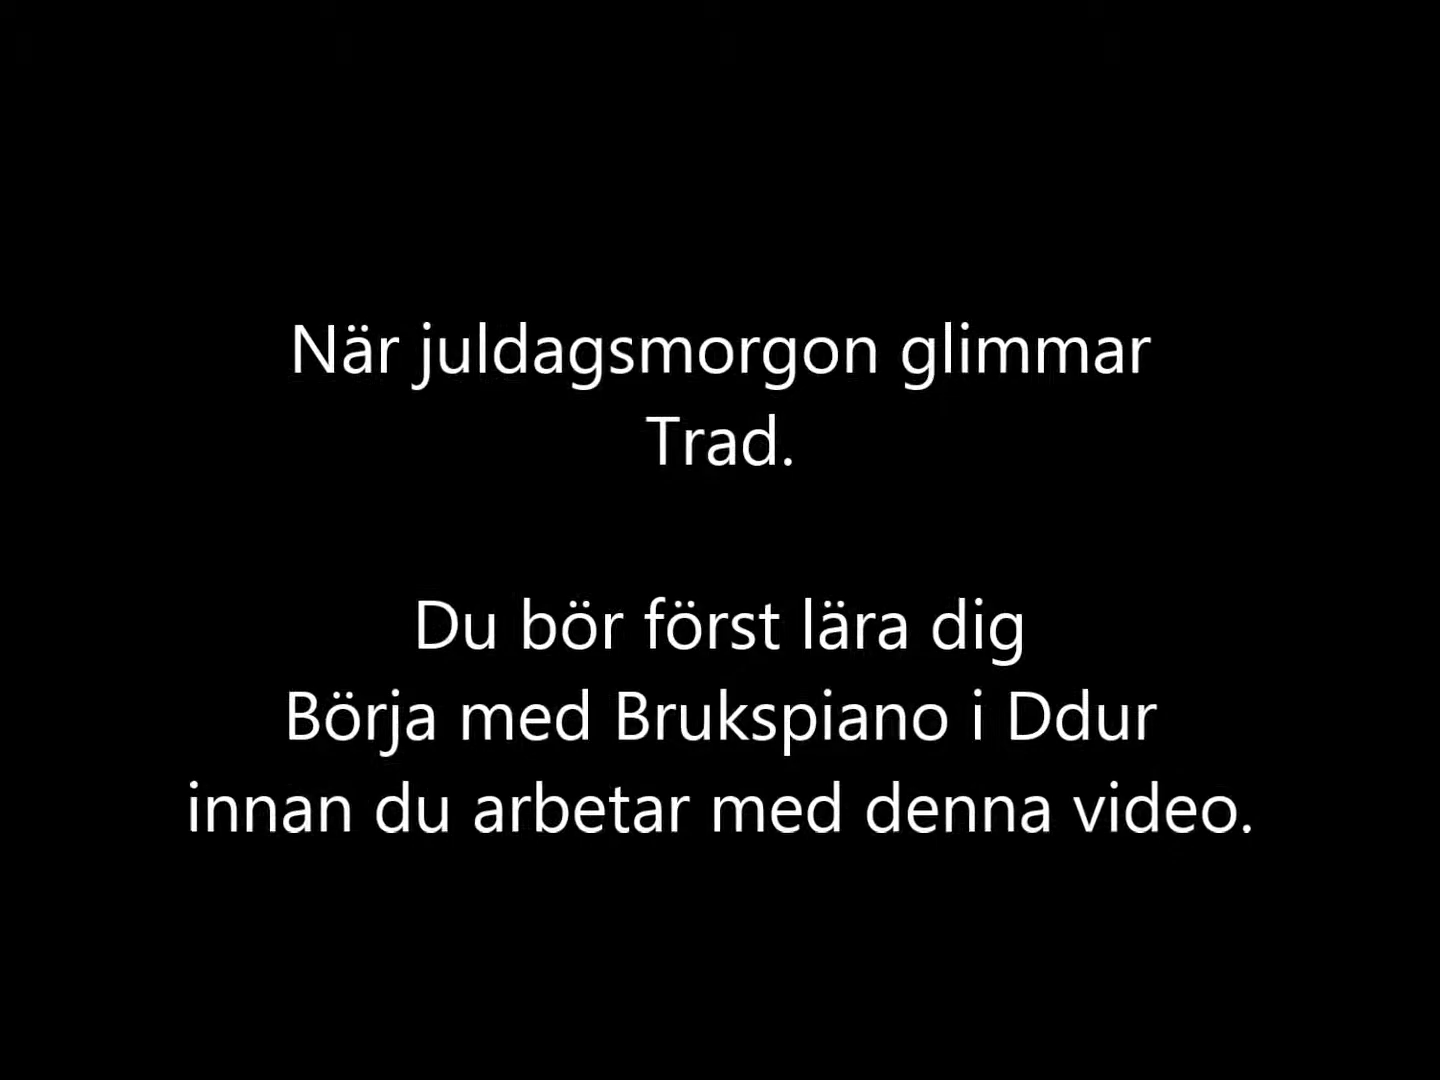 När juldagsmorgon glimmar
Trad.
Du bör först lära dig
Börja med Brukspiano i Ddur
innan du arbetar med denna video.